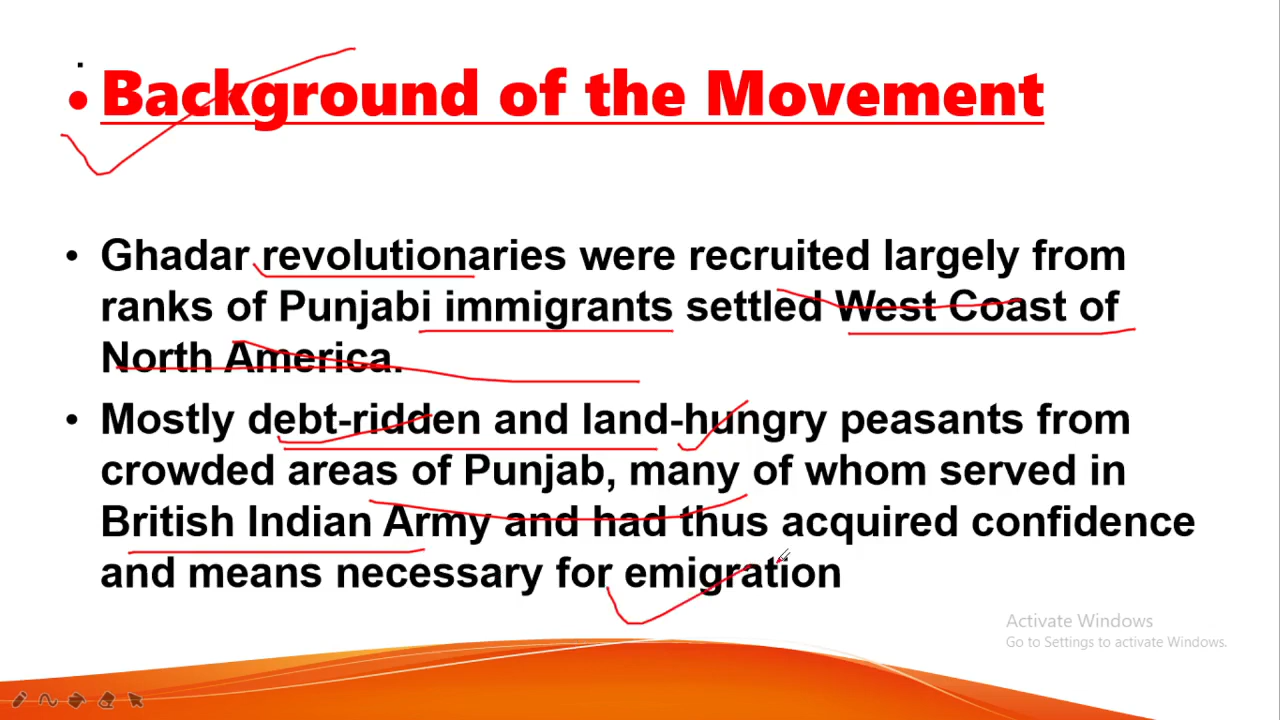 • Background of the Movement
• Ghadar revolutionaries were recruited largely from
ranks of Punjabi immigrants settled West Coast of
North America.
• Mostly debt-ridden and land-hungry peasants from
crowded areas of Punjab, many of whom served in
British Indian Army and had thus acquired confidence
and means necessary for emigration
Activate Windows
Go to Settings to activate Windows.